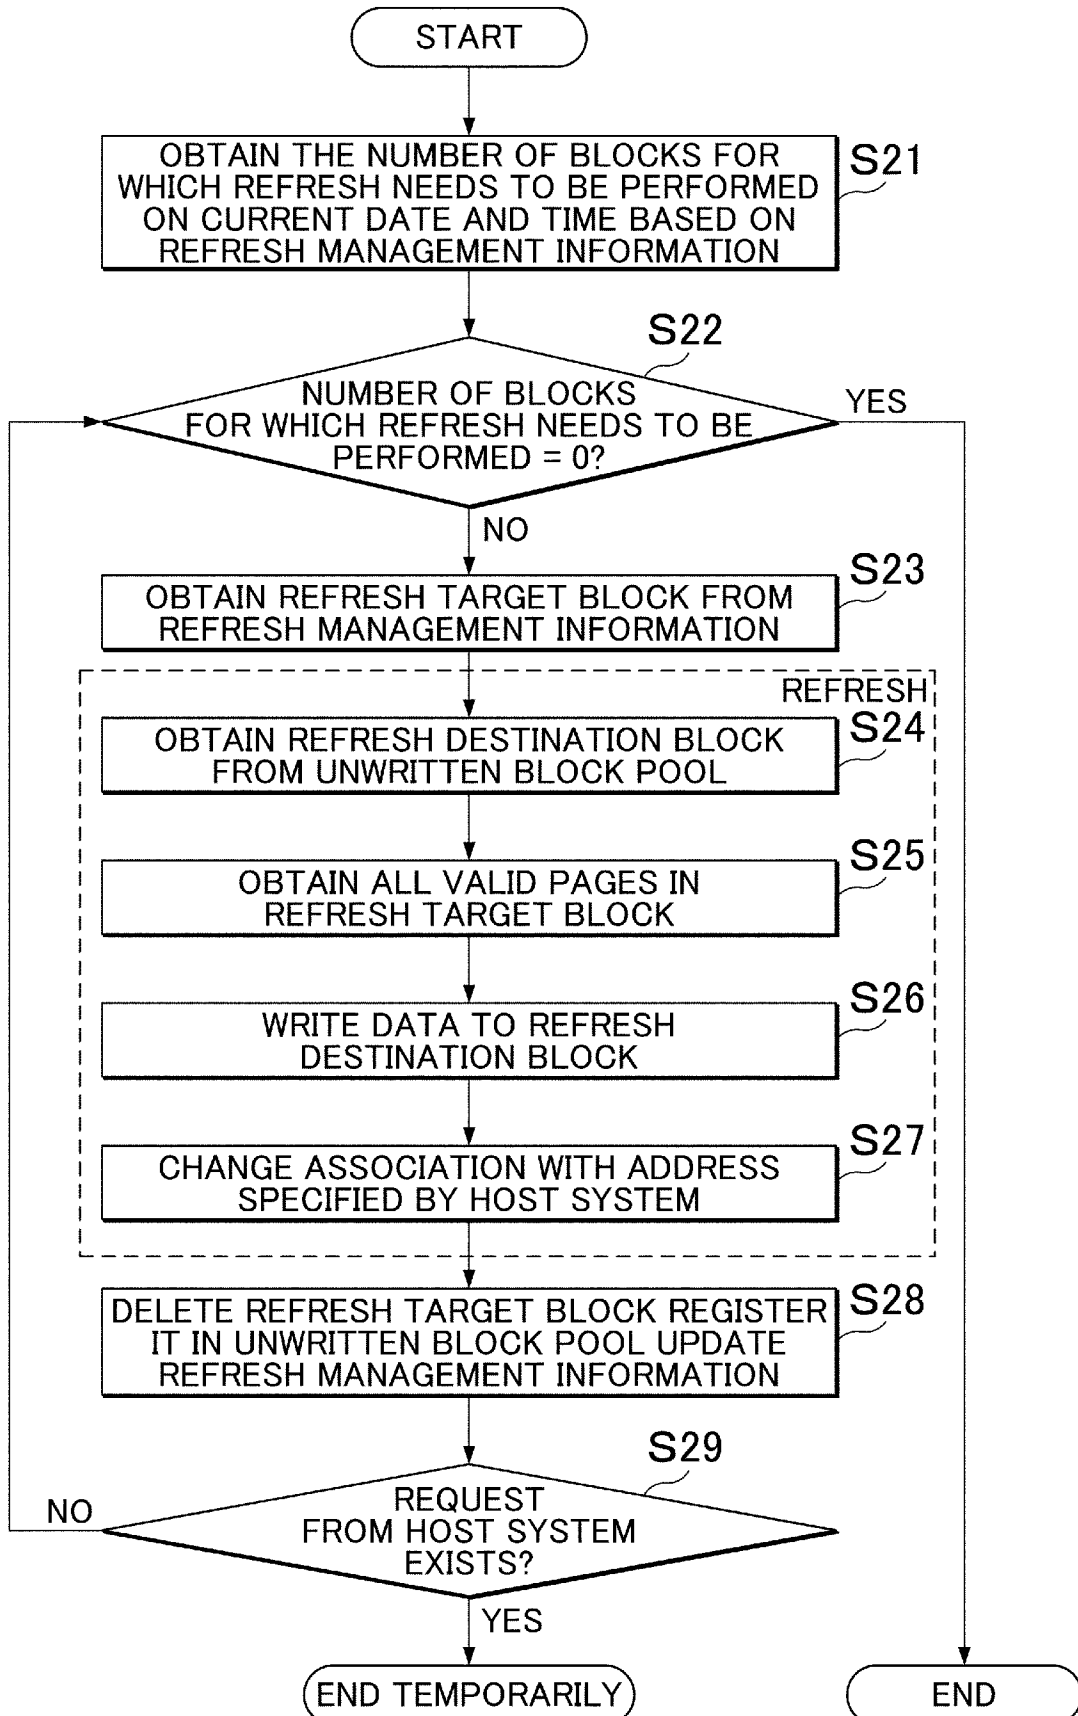 START
OBTAIN THE NUMBER OF BLOCKS FOR
WHICH REFRESH NEEDS TO BE PERFORMED
ON CURRENT DATE AND TIME BASED ON
REFRESH MANAGEMENT INFORMATION
S21
S22
NUMBER OF BLOCKS
FOR WHICH REFRESH NEEDS TO BE
PERFORMED = 0?
YES
NO
S23
OBTAIN REFRESH TARGET BLOCK FROM
REFRESH MANAGEMENT INFORMATION
REFRESH
S24
OBTAIN REFRESH DESTINATION BLOCK
FROM UNWRITTEN BLOCK POOL
S25
OBTAIN ALL VALID PAGES IN
REFRESH TARGET BLOCK
S26
WRITE DATA TO REFRESH
DESTINATION BLOCK
S27
CHANGE ASSOCIATION WITH ADDRESS
SPECIFIED BY HOST SYSTEM
S28
DELETE REFRESH TARGET BLOCK REGISTER
IT IN UNWRITTEN BLOCK POOL UPDATE
REFRESH MANAGEMENT INFORMATION
S29
REQUEST
FROM HOST SYSTEM
EXISTS?
NO
YES
END TEMPORARILY
END